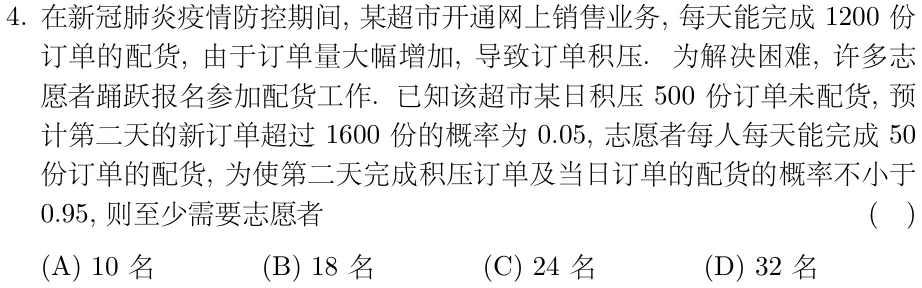 4. 在新冠肺炎疫情防控期间, 某超市开通网上销售业务, 每天能完成 1200 份
订单的配货, 由于订单量大幅增加, 导致订单积压. 为解决困难, 许多志
愿者踊跃报名参加配货工作. 已知该超市某日积压 500 份订单未配货, 预
计第二天的新订单超过 1600 份的概率为 0.05, 志愿者每人每天能完成 50
份订单的配货, 为使第二天完成积压订单及当日订单的配货的概率不小于
0.95, 则至少需要志愿者 ( )
(A) 10 名 (B) 18 名 (C) 24 名 (D) 32 名